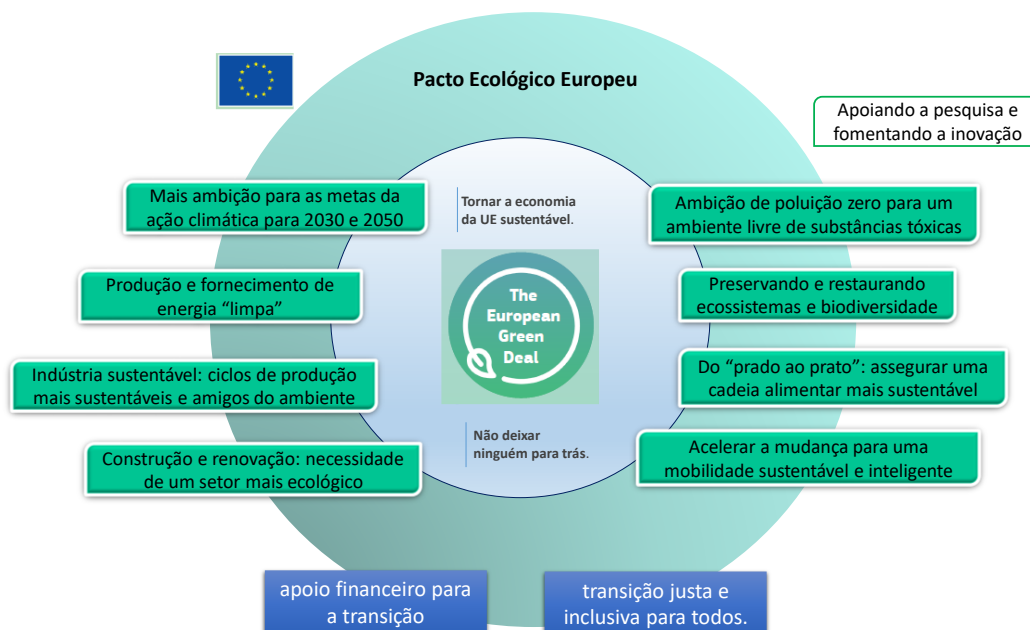 Pacto Ecológico Europeu
Apoiando a pesquisa e
fomentando a inovação
Mais ambição para as metas da
ação climática para 2030 e 2050
Tornar a economia
da UE sustentável.
Ambição de poluição zero para um
ambiente livre de substâncias tóxicas
Produção e fornecimento de
energia “limpa”
The
European
Green
Deal
Preservando e restaurando
ecossistemas e biodiversidade
Indústria sustentável: ciclos de produção
mais sustentáveis e amigos do ambiente
Do “prado ao prato”: assegurar uma
cadeia alimentar mais sustentável
Construção e renovação: necessidade
de um setor mais ecológico
Não deixar
ninguém para trás.
Acelerar a mudança para uma
mobilidade sustentável e inteligente
apoio financeiro para
a transição
transição justa e
inclusiva para todos.